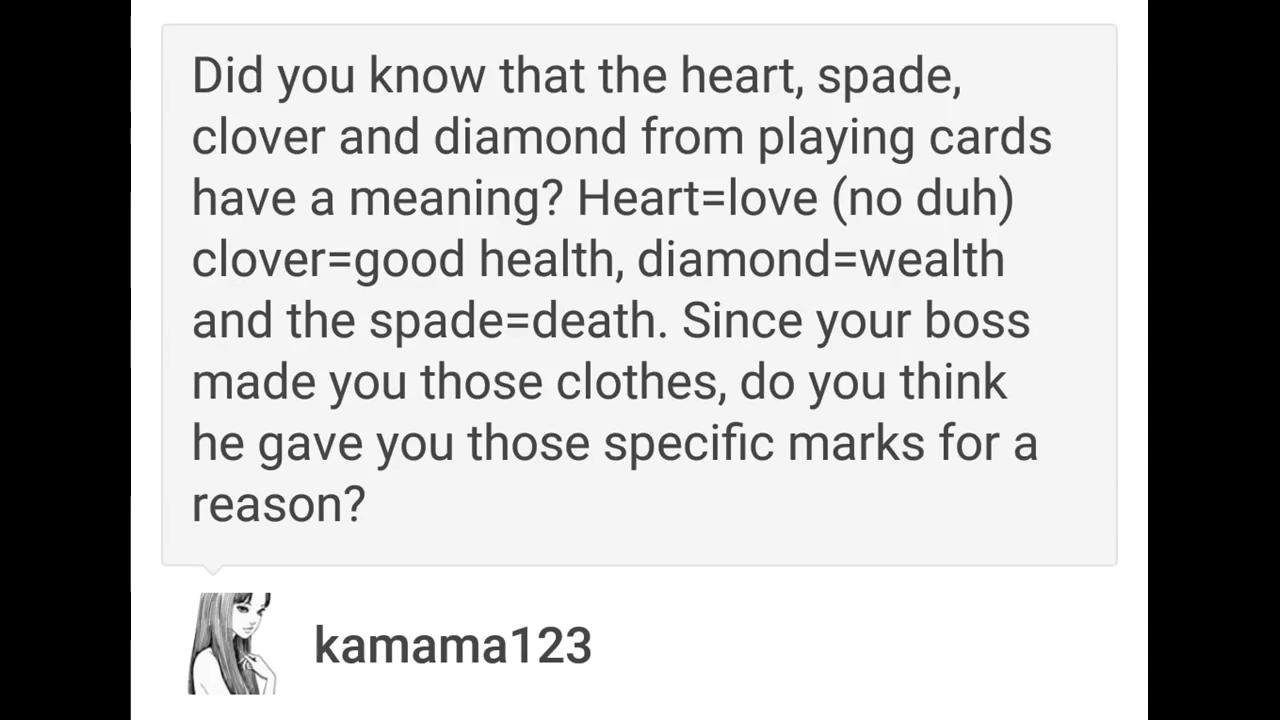 Did you know that the heart, spade,
clover and diamond from playing cards
have a meaning? Heart=love (no duh)
clover=good health, diamond=wealth
and the spade=death. Since your boss
made you those clothes, do you think
he gave you those specific marks for a
reason?
kamama123